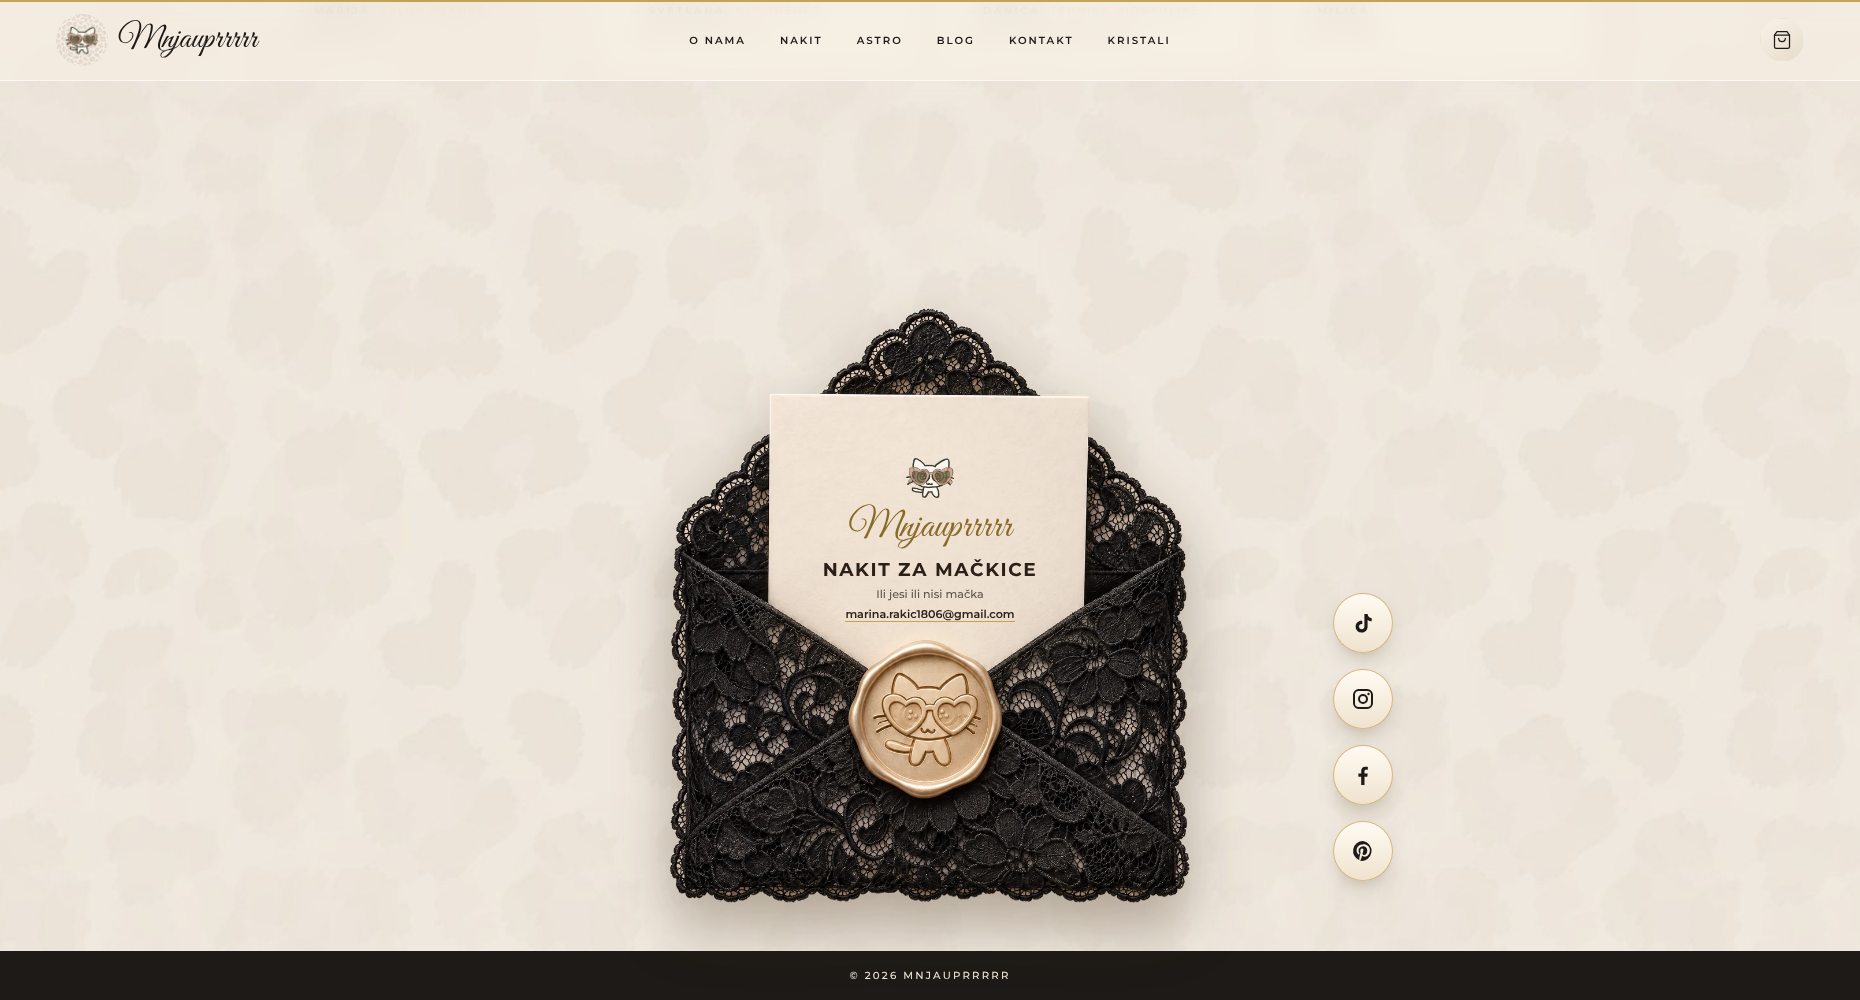 Mnjauprrrrr
O NAMA NAKIT ASTRO BLOG KONTAKT KRISTALI
Mnjauprrrrr
NAKIT ZA MAČKICE
Ili jesi ili nisi mačka
marina.rakic1806@gmail.com
© 2026 MNJAUPRRRRR